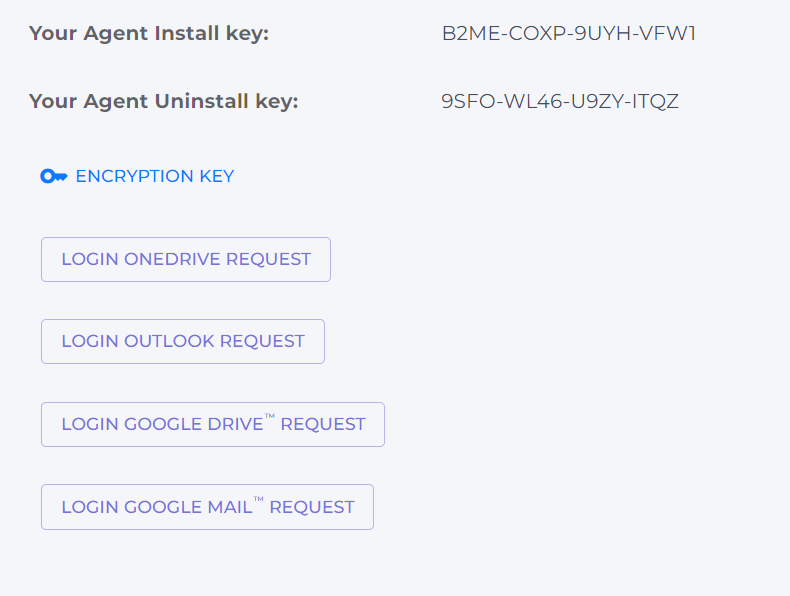 Your Agent Install key: B2ME-COXP-9UYH-VFW1
Your Agent Uninstall key: 9SFO-WL46-U9ZY-ITQZ
ENCRYPTION KEY
LOGIN ONEDRIVE REQUEST
LOGIN OUTLOOK REQUEST
LOGIN GOOGLE DRIVE™ REQUEST
LOGIN GOOGLE MAIL™ REQUEST